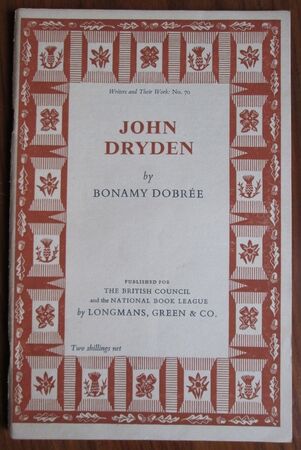 Writers and Their Work: No. 70
JOHN
DRYDEN
by
BONAMY DOBRÉE
PUBLISHED FOR
THE BRITISH COUNCIL
and the NATIONAL BOOK LEAGUE
by LONGMANS, GREEN & CO.
Two shillings net